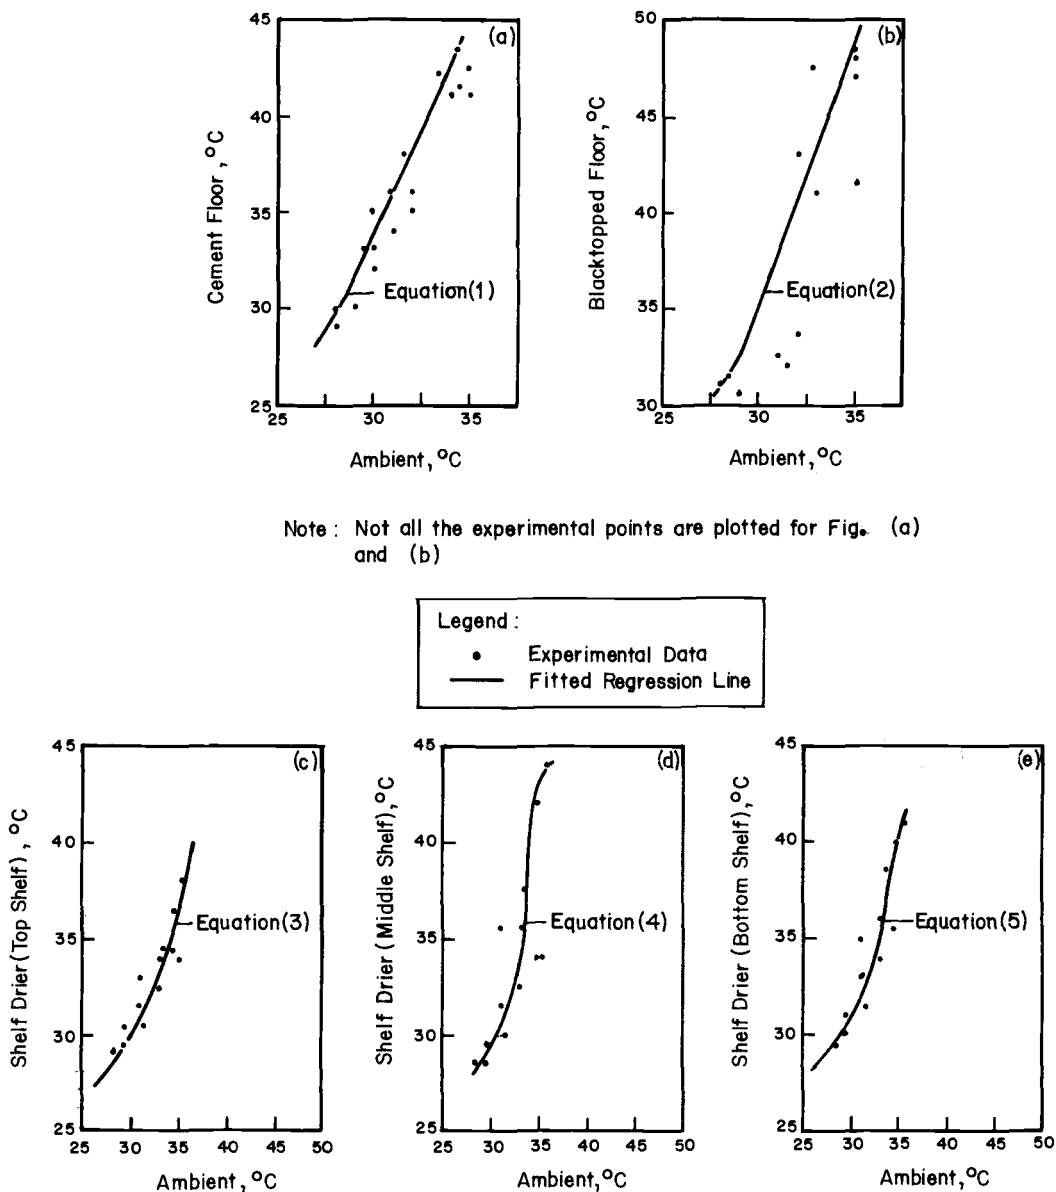 45
40
35
30
25
Cement Floor, °C
(a)
Equation(1)
25 30 35
Ambient, °C
50
45
40
35
30
Blacktopped Floor, °C
(b)
Equation(2)
25 30 35
Ambient, °C
Note : Not all the experimental points are plotted for Fig. (a)
and (b)
Legend :
Experimental Data
Fitted Regression Line
45
40
35
30
25
Shelf Drier (Top Shelf), °C
(c)
Equation(3)
25 30 35 40 45 50
Ambient, °C
45
40
35
30
25
Shelf Drier (Middle Shelf), °C
(d)
Equation(4)
25 30 35 40 45 50
Ambient, °C
45
40
35
30
25
Shelf Drier (Bottom Shelf), °C
(e)
Equation(5)
25 30 35 40 45 50
Ambient, °C